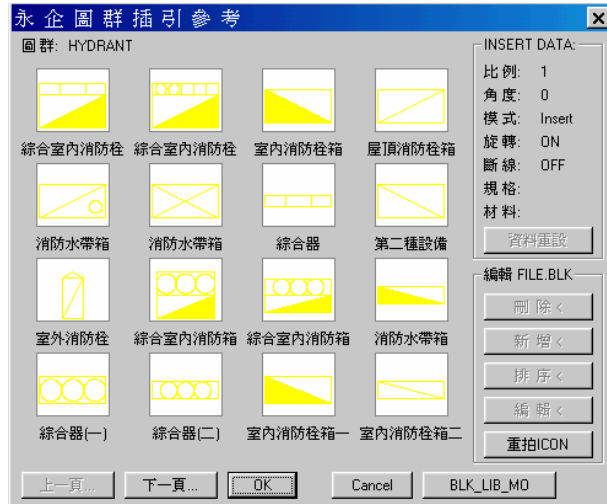 永企圖群插引參考
圖群: HYDRANT
綜合室內消防栓 綜合室內消防栓 室內消防栓箱 屋頂消防栓箱
消防水帶箱 消防水帶箱 綜合器 第二種設備
室外消防栓 綜合室內消防箱 綜合室內消防箱 消防水帶箱
綜合器(一) 綜合器(二) 室內消防栓箱一 室內消防栓箱二
INSERT DATA:
比例: 1
角度: 0
模式: Insert
旋轉: ON
斷線: OFF
規格:
材料:
資料重設
編輯 FILE.BLK
刪 除 <
新 增 <
排 序 <
編 輯 <
重拍ICON
上一頁... 下一頁... OK Cancel BLK_LIB_MO